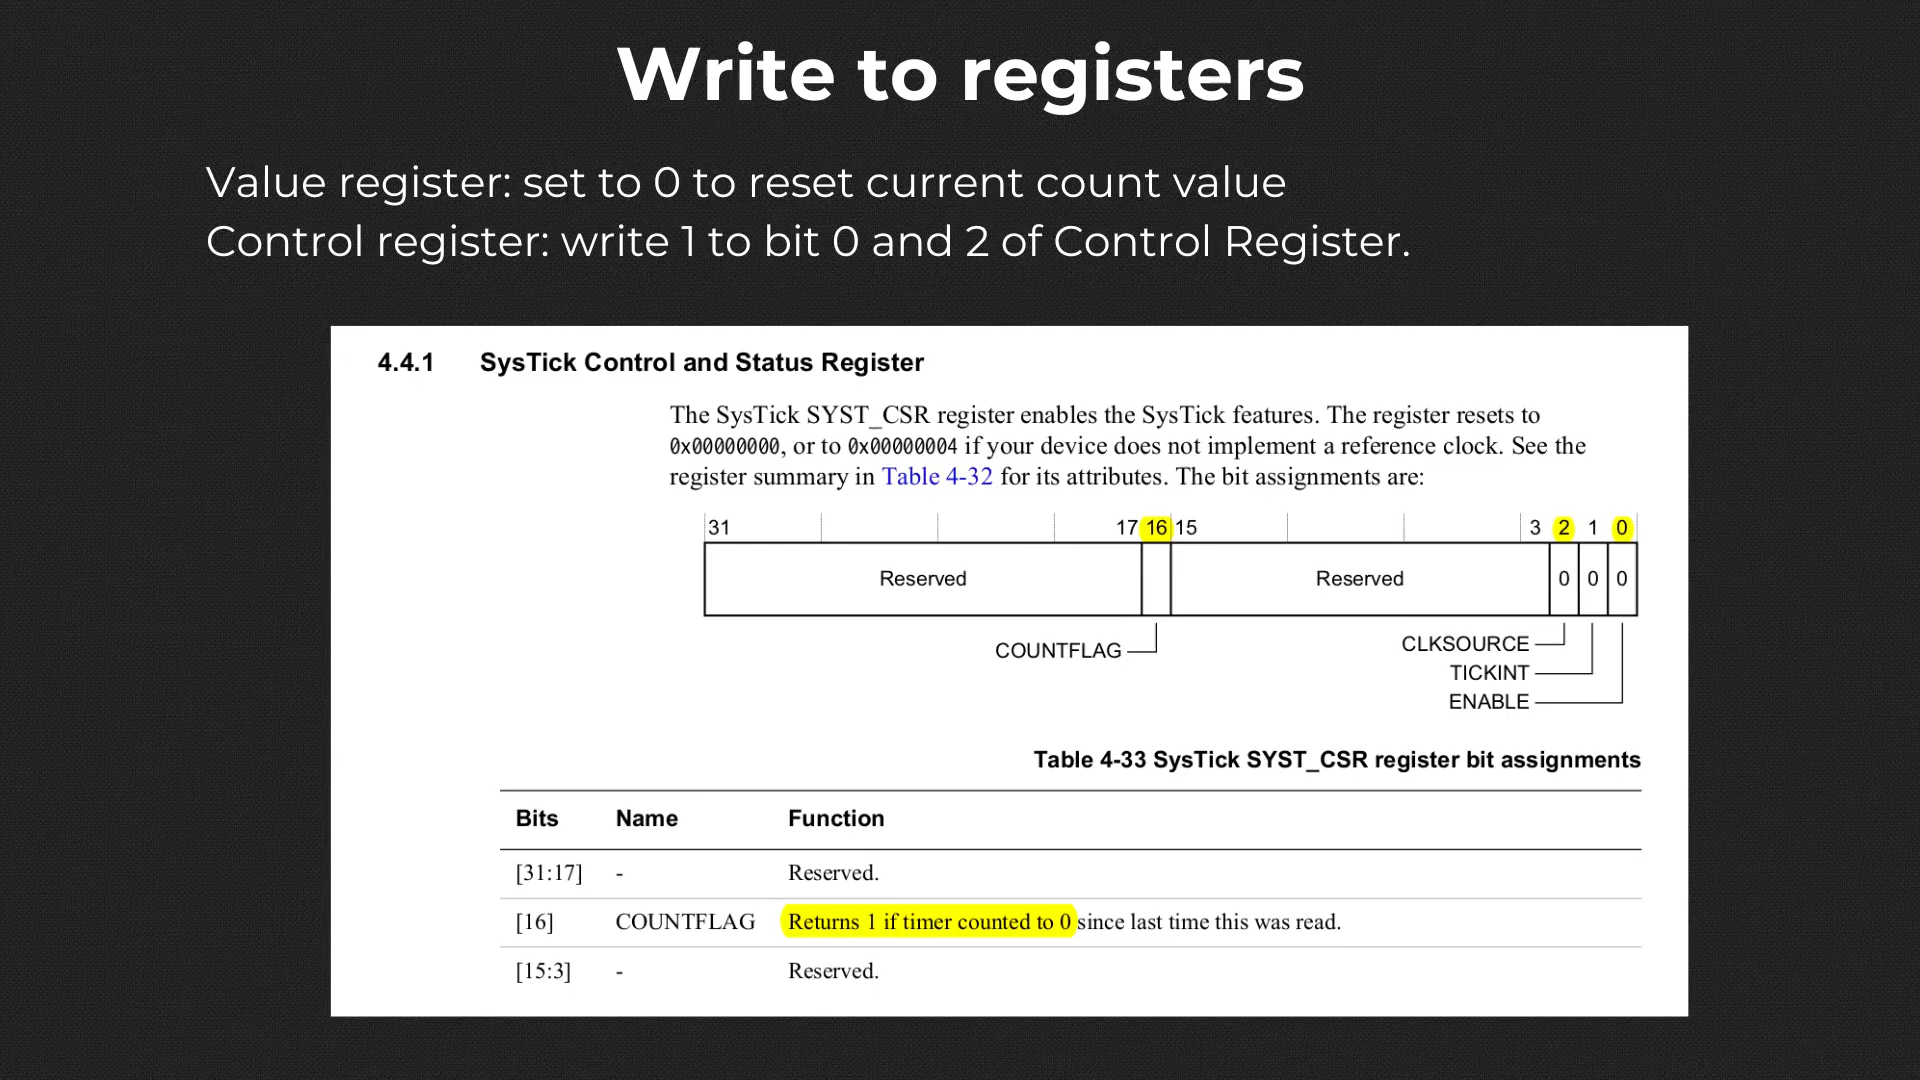 Write to registers
Value register: set to 0 to reset current count value
Control register: write 1 to bit 0 and 2 of Control Register.
4.4.1 SysTick Control and Status Register
The SysTick SYST_CSR register enables the SysTick features. The register resets to
0x00000000, or to 0x00000004 if your device does not implement a reference clock. See the
register summary in Table 4-32 for its attributes. The bit assignments are:
31 17 16 15 3 2 1 0
Reserved Reserved 0 0 0
COUNTFLAG CLKSOURCE
TICKINT
ENABLE
Table 4-33 SysTick SYST_CSR register bit assignments
Bits Name Function
[31:17] - Reserved.
[16] COUNTFLAG Returns 1 if timer counted to 0 since last time this was read.
[15:3] - Reserved.